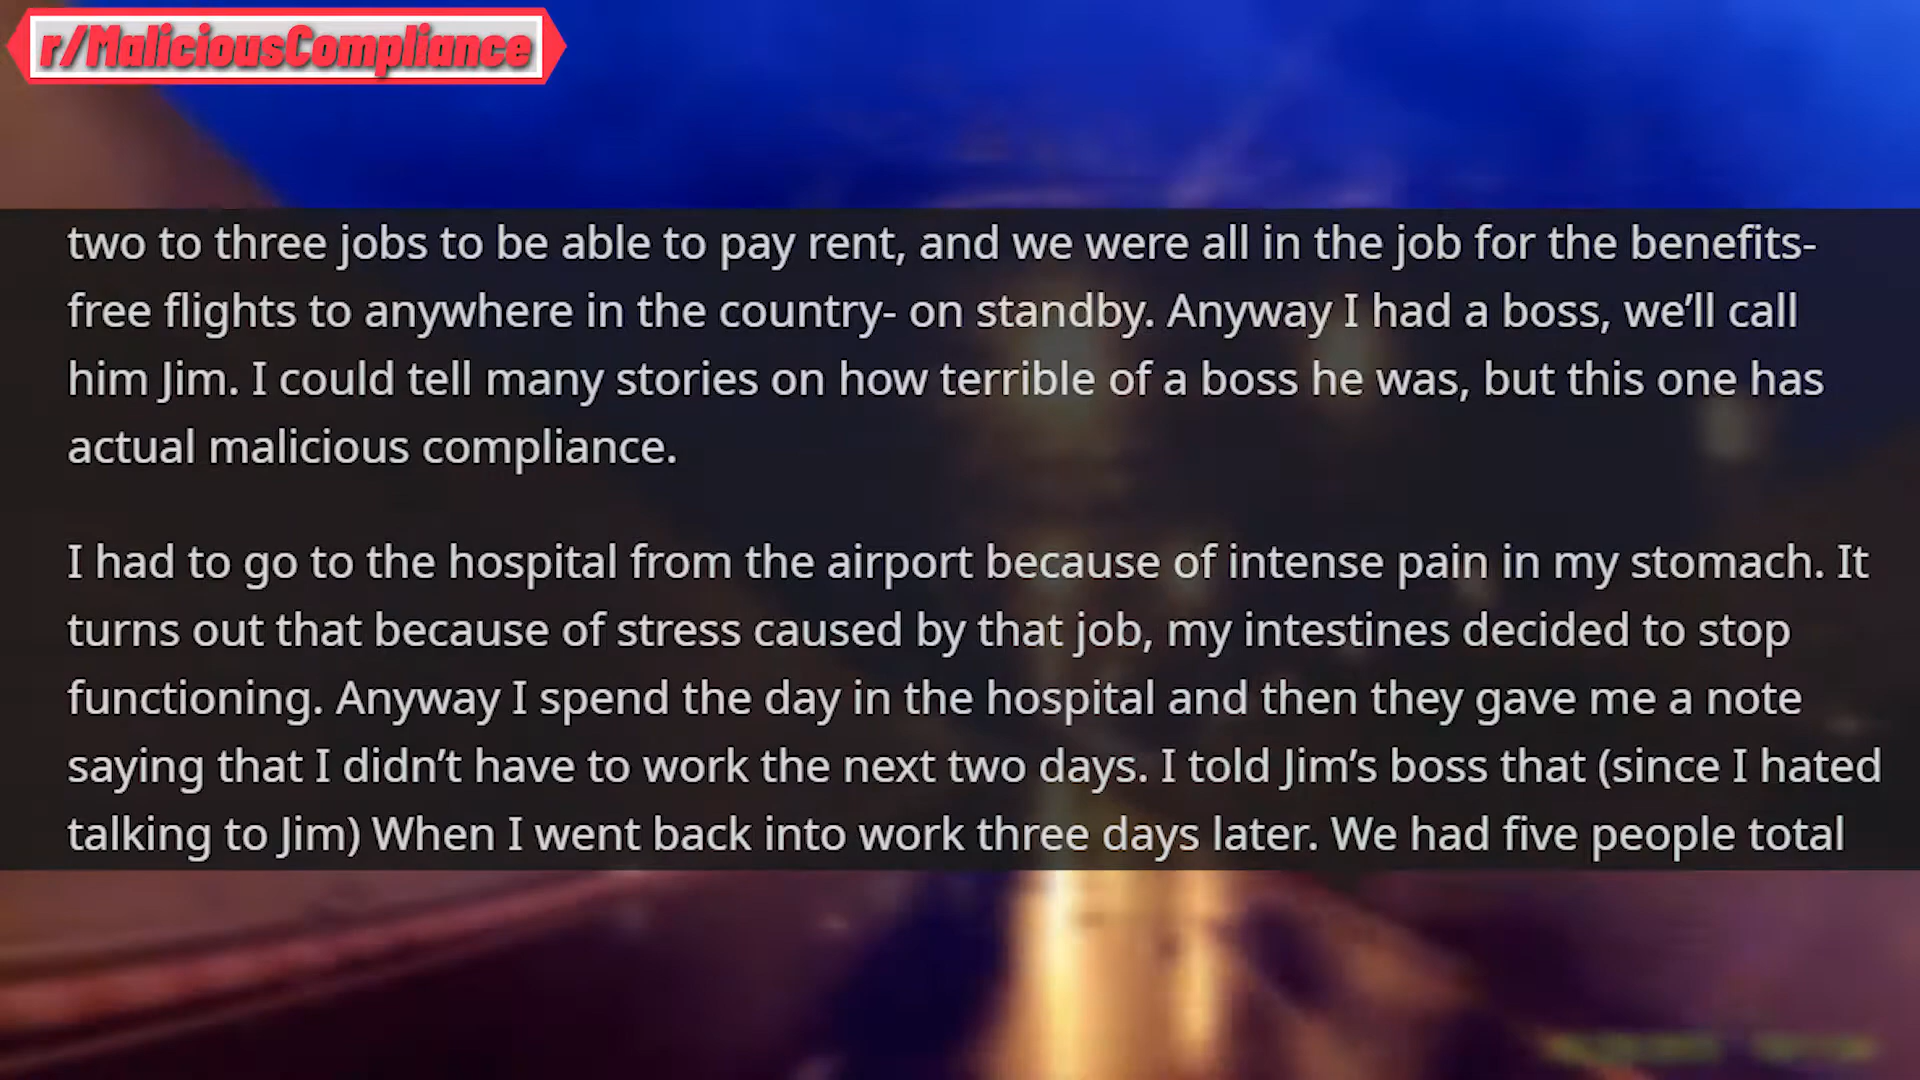 r/MaliciousCompliance
two to three jobs to be able to pay rent, and we were all in the job for the benefits-
free flights to anywhere in the country- on standby. Anyway I had a boss, we’ll call
him Jim. I could tell many stories on how terrible of a boss he was, but this one has
actual malicious compliance.
I had to go to the hospital from the airport because of intense pain in my stomach. It
turns out that because of stress caused by that job, my intestines decided to stop
functioning. Anyway I spend the day in the hospital and then they gave me a note
saying that I didn’t have to work the next two days. I told Jim’s boss that (since I hated
talking to Jim) When I went back into work three days later. We had five people total